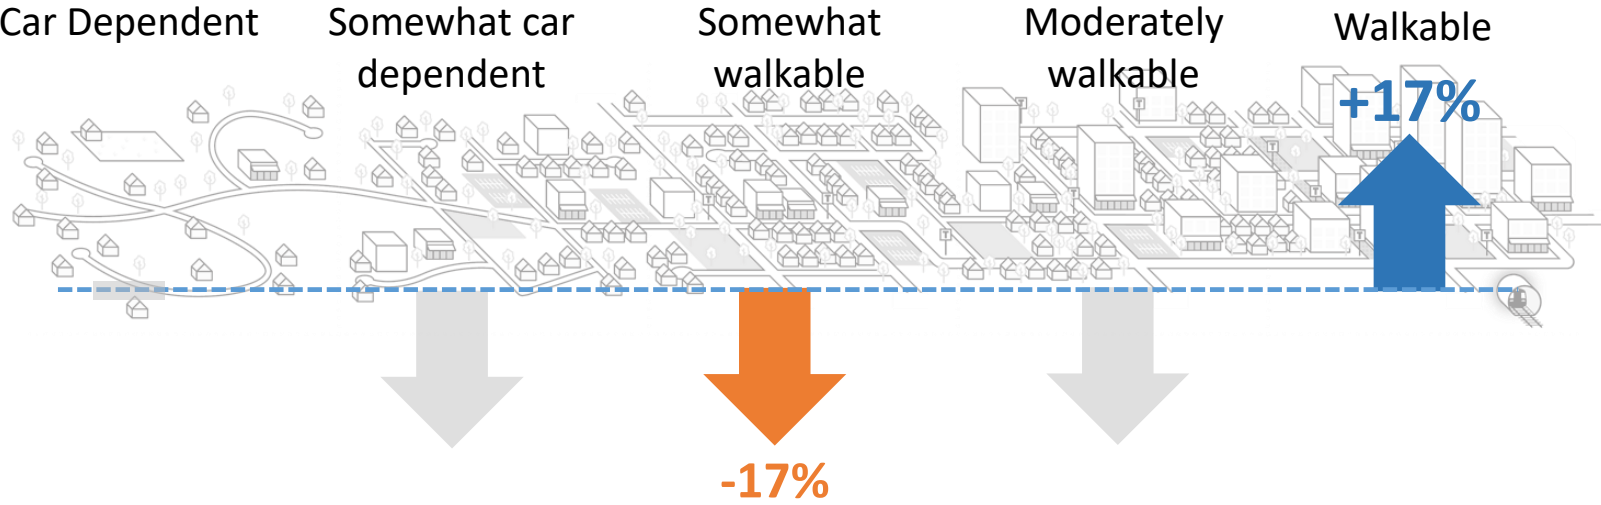 Car Dependent
Somewhat car
dependent
Somewhat
walkable
Moderately
walkable
Walkable
+17%
-17%